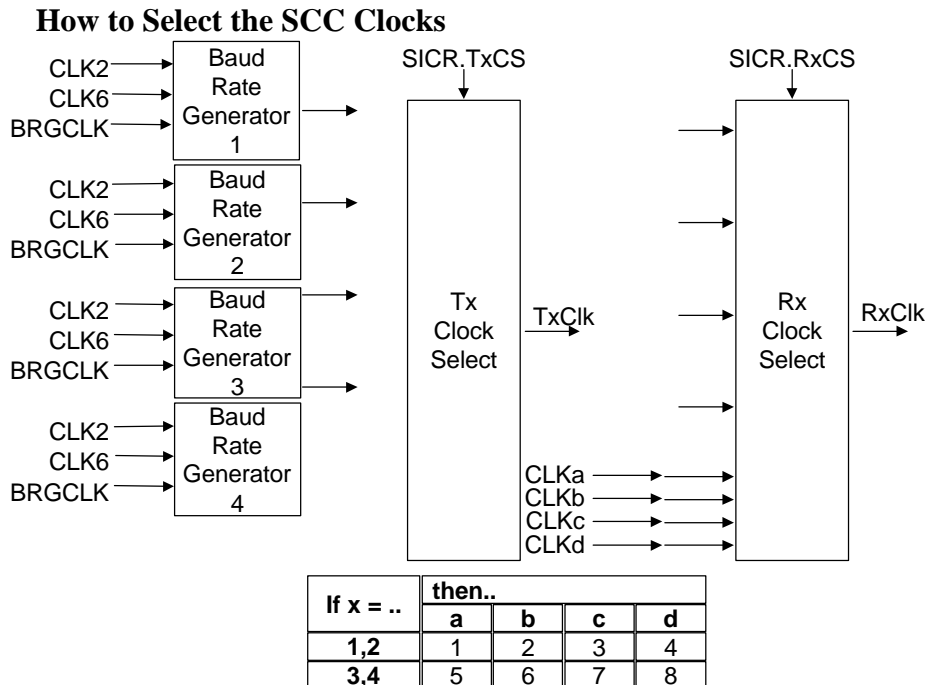 How to Select the SCC Clocks
CLK2
CLK6
BRGCLK
Baud
Rate
Generator
1
CLK2
CLK6
BRGCLK
Baud
Rate
Generator
2
CLK2
CLK6
BRGCLK
Baud
Rate
Generator
3
CLK2
CLK6
BRGCLK
Baud
Rate
Generator
4
SICR.TxCS
Tx
Clock
Select
TxClk
SICR.RxCS
Rx
Clock
Select
RxClk
CLKa
CLKb
CLKc
CLKd
If x = .. then..
a b c d
1,2 1 2 3 4
3,4 5 6 7 8